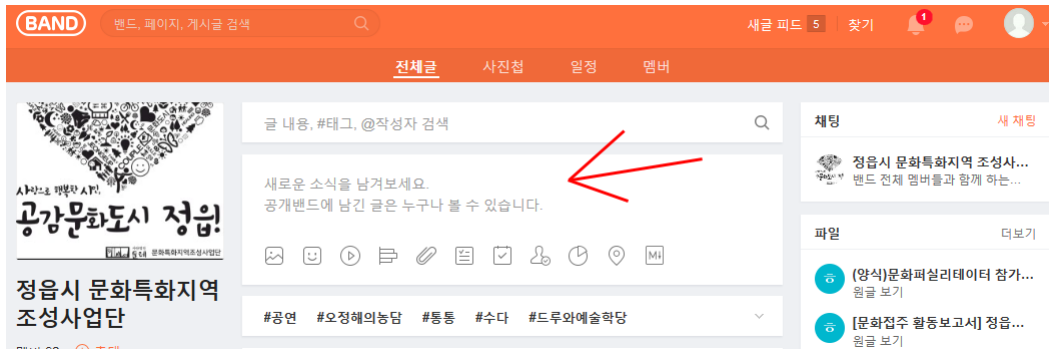 BAND
밴드, 페이지, 게시글 검색
새글 피드 5 찾기
1
전체글 사진첩 일정 멤버
사랑으로 행복한 시민,
공감문화도시 정읍!
문화특화지역조성사업단
정읍시 문화특화지역
조성사업단
글 내용, #태그, @작성자 검색
새로운 소식을 남겨보세요.
공개밴드에 남긴 글은 누구나 볼 수 있습니다.
M↓
#공연 #오정해의농담 #통통 #수다 #드루와예술학당
채팅 새 채팅
정읍시 문화특화지역 조성사...
밴드 전체 멤버들과 함께 하는...
파일 더보기
ㅎ
(양식)문화퍼실리테이터 참가...
원글 보기
ㅎ
[문화접주 활동보고서] 정읍...
원글 보기